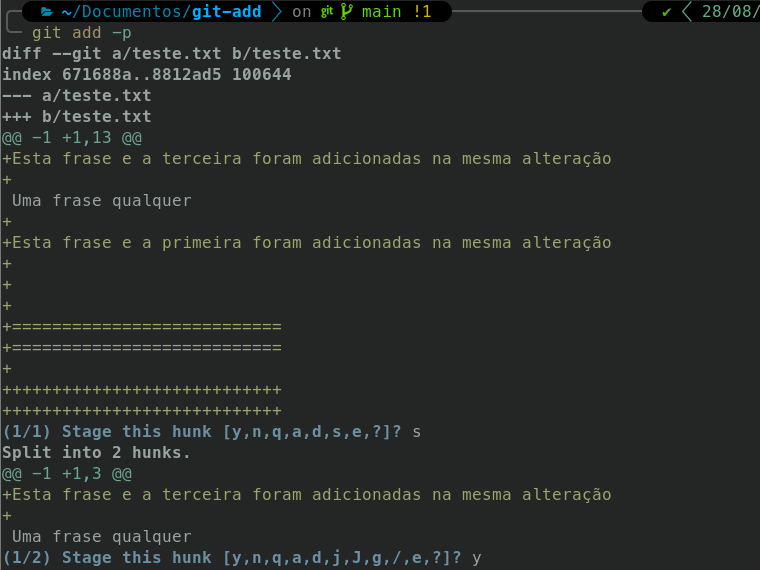 ~/Documentos/git-add on git main !1 ✔ 28/08/
git add -p
diff --git a/teste.txt b/teste.txt
index 671688a..8812ad5 100644
--- a/teste.txt
+++ b/teste.txt
@@ -1 +1,13 @@
+Esta frase e a terceira foram adicionadas na mesma alteração
+
 Uma frase qualquer
+
+Esta frase e a primeira foram adicionadas na mesma alteração
+
+
+
+===========================
+===========================
+
++++++++++++++++++++++++++++
++++++++++++++++++++++++++++
(1/1) Stage this hunk [y,n,q,a,d,s,e,?]? s
Split into 2 hunks.
@@ -1 +1,3 @@
+Esta frase e a terceira foram adicionadas na mesma alteração
+
 Uma frase qualquer
(1/2) Stage this hunk [y,n,q,a,d,j,J,g,/,e,?]? y